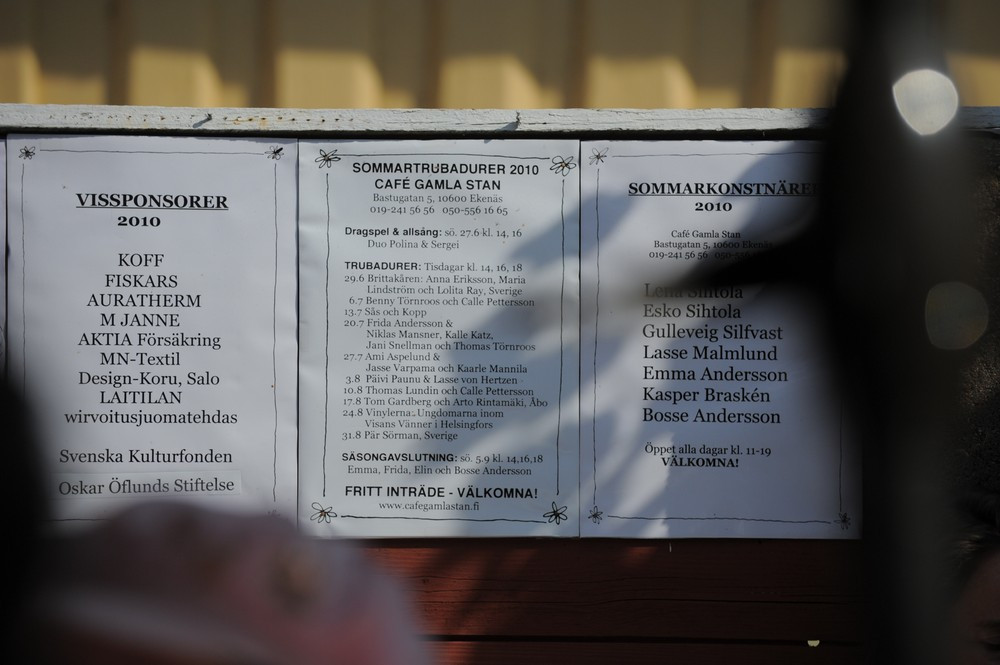 VISSPONSORER
2010
KOFF
FISKARS
AURATHERM
M JANNE
AKTIA Försäkring
MN-Textil
Design-Koru, Salo
LAITILAN
wirvoitusjuomatehdas
Svenska Kulturfonden
Oskar Öflunds Stiftelse
SOMMARTRUBADURER 2010
CAFÉ GAMLA STAN
Bastugatan 5, 10600 Ekenäs
019-241 56 56 050-556 16 65
Dragspel & allsång: sö. 27.6 kl. 14, 16
Duo Polina & Sergei
TRUBADURER: Tisdagar kl. 14, 16, 18
29.6 Brittakåren: Anna Eriksson, Maria
Lindström och Lolita Ray, Sverige
6.7 Benny Törnroos och Calle Pettersson
13.7 Sås och Kopp
20.7 Frida Andersson &
Niklas Mansner, Kalle Katz,
Jani Snellman och Thomas Törnroos
27.7 Ami Aspelund &
Jasse Varpama och Kaarle Mannila
3.8 Päivi Paunu & Lasse von Hertzen
10.8 Thomas Lundin och Calle Pettersson
17.8 Tom Gardberg och Arto Rintamäki, Åbo
24.8 Vinylerna: Ungdomarna inom
Visans Vänner i Helsingfors
31.8 Pär Sörman, Sverige
SÄSONGAVSLUTNING: sö. 5.9 kl. 14,16,18
Emma, Frida, Elin och Bosse Andersson
FRITT INTRÄDE - VÄLKOMNA!
www.cafegamlastan.fi
SOMMARKONSTNÄRE
2010
Café Gamla Stan
Bastugatan 5, 10600 Ekenäs
019-241 56 56
Lena Sihtola
Esko Sihtola
Gulleveig Silfvast
Lasse Malmlund
Emma Andersson
Kasper Braskén
Bosse Andersson
Öppet alla dagar kl. 11-19
VÄLKOMNA!